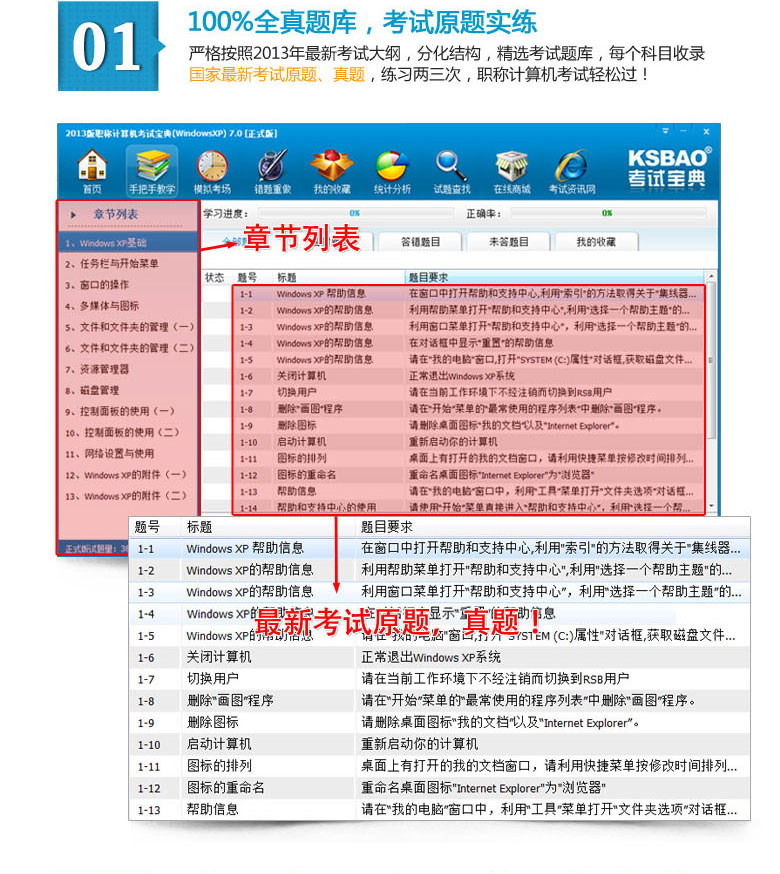 01
100%全真题库，考试原题实练
严格按照2013年最新考试大纲，分化结构，精选考试题库，每个科目收录
国家最新考试原题、真题，练习两三次，职称计算机考试轻松过！
2013版职称计算机考试宝典(WindowsXP) 7.0 [正式版]
首页 手把手教学 模拟考场 错题重做 我的收藏 统计分析 试题查找 在线商城 考试资讯网
KSBAO®
考试宝典
章节列表
学习进度： 0% 正确率： 0%
章节列表
答错题目 未答题目 我的收藏
1、Windows XP基础
2、任务栏与开始菜单
3、窗口的操作
4、多媒体与图标
5、文件和文件夹的管理（一）
6、文件和文件夹的管理（二）
7、资源管理器
8、磁盘管理
9、控制面板的使用（一）
10、控制面板的使用（二）
11、网络设置与使用
12、Windows XP的附件（一）
13、Windows XP的附件（二）
正式版试题量：
状态 题号 标题 题目要求
1-1 Windows XP 帮助信息 在窗口中打开帮助和支持中心,利用"索引"的方法取得关于"集线器...
1-2 Windows XP的帮助信息 利用帮助菜单打开"帮助和支持中心",利用"选择一个帮助主题"的...
1-3 Windows XP的帮助信息 利用窗口菜单打开"帮助和支持中心"，利用"选择一个帮助主题"的...
1-4 Windows XP的帮助信息 在对话框中显示"重置"的帮助信息
1-5 Windows XP的帮助信息 请在"我的电脑"窗口,打开"SYSTEM (C:)属性"对话框,获取磁盘文件...
1-6 关闭计算机 正常退出Windows XP系统
1-7 切换用户 请在当前工作环境下不经注销而切换到RSB用户
1-8 删除"画图"程序 请在"开始"菜单的"最常使用的程序列表"中删除"画图"程序。
1-9 删除图标 请删除桌面图标"我的文档"以及"Internet Explorer"。
1-10 启动计算机 重新启动你的计算机
1-11 图标的排列 桌面上有打开的我的文档窗口，请利用快捷菜单按修改时间排列...
1-12 图标的重命名 重命名桌面图标"Internet Explorer"为"浏览器"
1-13 帮助信息 请在"我的电脑"窗口中，利用"工具"菜单打开"文件夹选项"对话框...
1-14 帮助和支持中心的使用 请使用"开始"菜单直接进入"帮助和支持中心"，利用"选择一个帮...
题号 标题 题目要求
1-1 Windows XP 帮助信息 在窗口中打开帮助和支持中心,利用"索引"的方法取得关于"集线器...
1-2 Windows XP的帮助信息 利用帮助菜单打开"帮助和支持中心",利用"选择一个帮助主题"的...
1-3 Windows XP的帮助信息 利用窗口菜单打开"帮助和支持中心"，利用"选择一个帮助主题"的...
1-4 Windows XP的帮助信息 显示"重置"的帮助信息
最新考试原题，真题！
1-5 Windows XP的帮助信息 请在"我的电脑"窗口,打开"SYSTEM (C:)属性"对话框,获取磁盘文件...
1-6 关闭计算机 正常退出Windows XP系统
1-7 切换用户 请在当前工作环境下不经注销而切换到RSB用户
1-8 删除"画图"程序 请在"开始"菜单的"最常使用的程序列表"中删除"画图"程序。
1-9 删除图标 请删除桌面图标"我的文档"以及"Internet Explorer"。
1-10 启动计算机 重新启动你的计算机
1-11 图标的排列 桌面上有打开的我的文档窗口，请利用快捷菜单按修改时间排列...
1-12 图标的重命名 重命名桌面图标"Internet Explorer"为"浏览器"
1-13 帮助信息 请在"我的电脑"窗口中，利用"工具"菜单打开"文件夹选项"对话框...